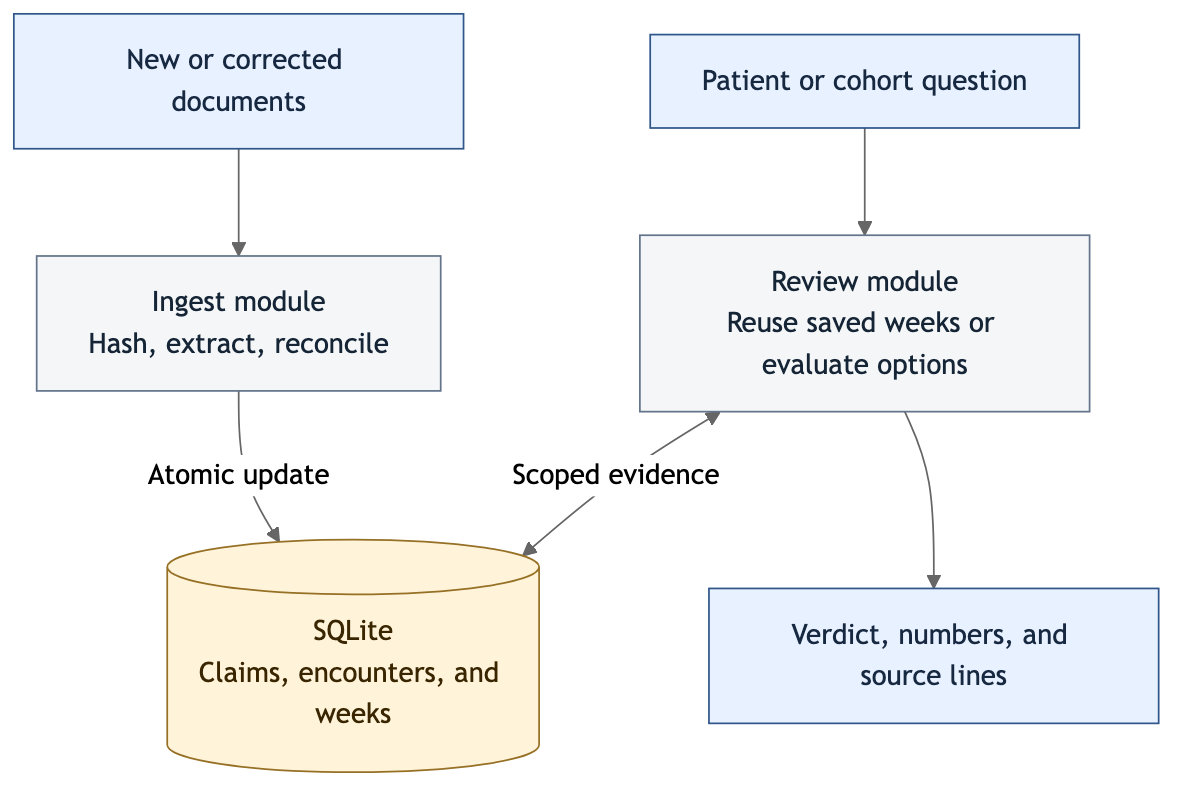 New or corrected
documents
Patient or cohort question
Ingest module
Hash, extract, reconcile
Review module
Reuse saved weeks or
evaluate options
Atomic update
Scoped evidence
SQLite
Claims, encounters, and
weeks
Verdict, numbers, and
source lines